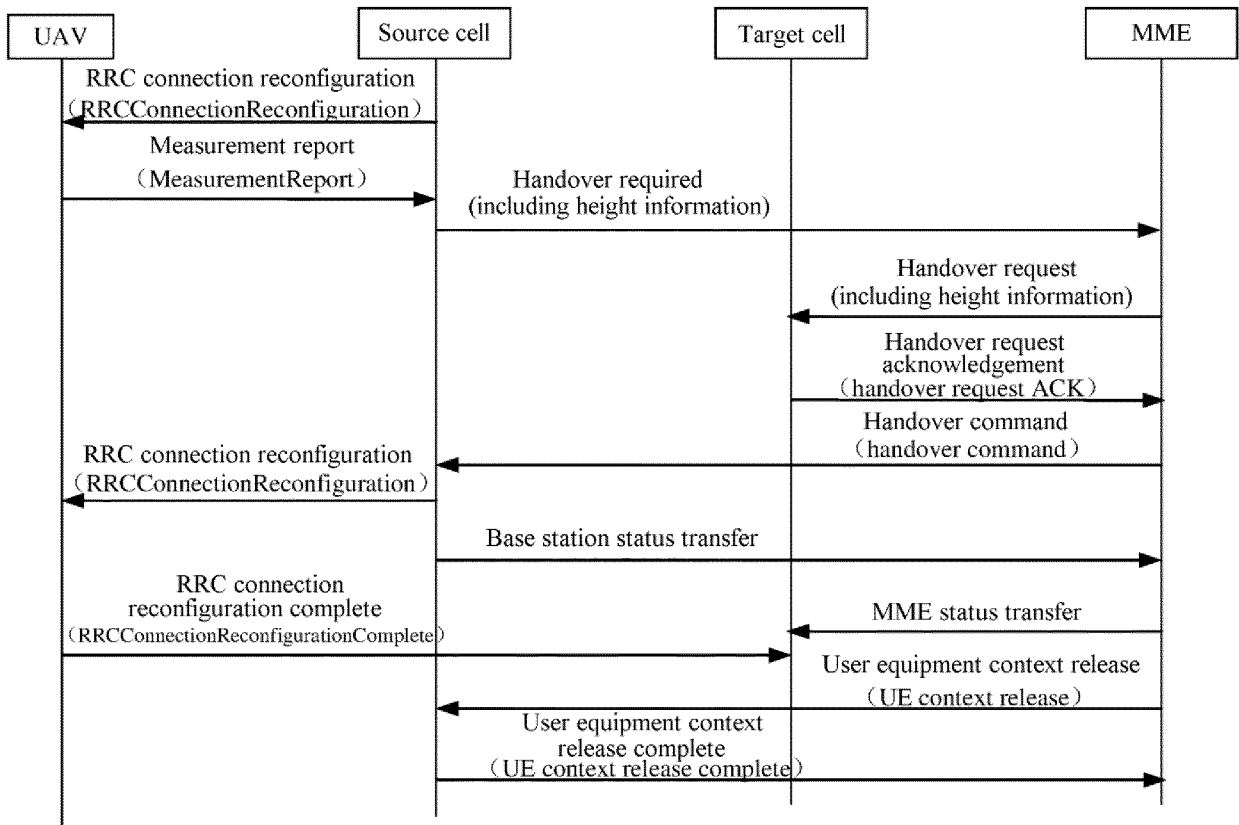 UAV
Source cell
Target cell
MME
RRC connection reconfiguration
（RRCConnectionReconfiguration）
Measurement report
（MeasurementReport）
Handover required
(including height information)
Handover request
(including height information)
Handover request
acknowledgement
（handover request ACK）
Handover command
（handover command）
RRC connection reconfiguration
（RRCConnectionReconfiguration）
Base station status transfer
RRC connection
reconfiguration complete
（RRCConnectionReconfigurationComplete）
MME status transfer
User equipment context release
（UE context release）
User equipment context
release complete
（UE context release complete）